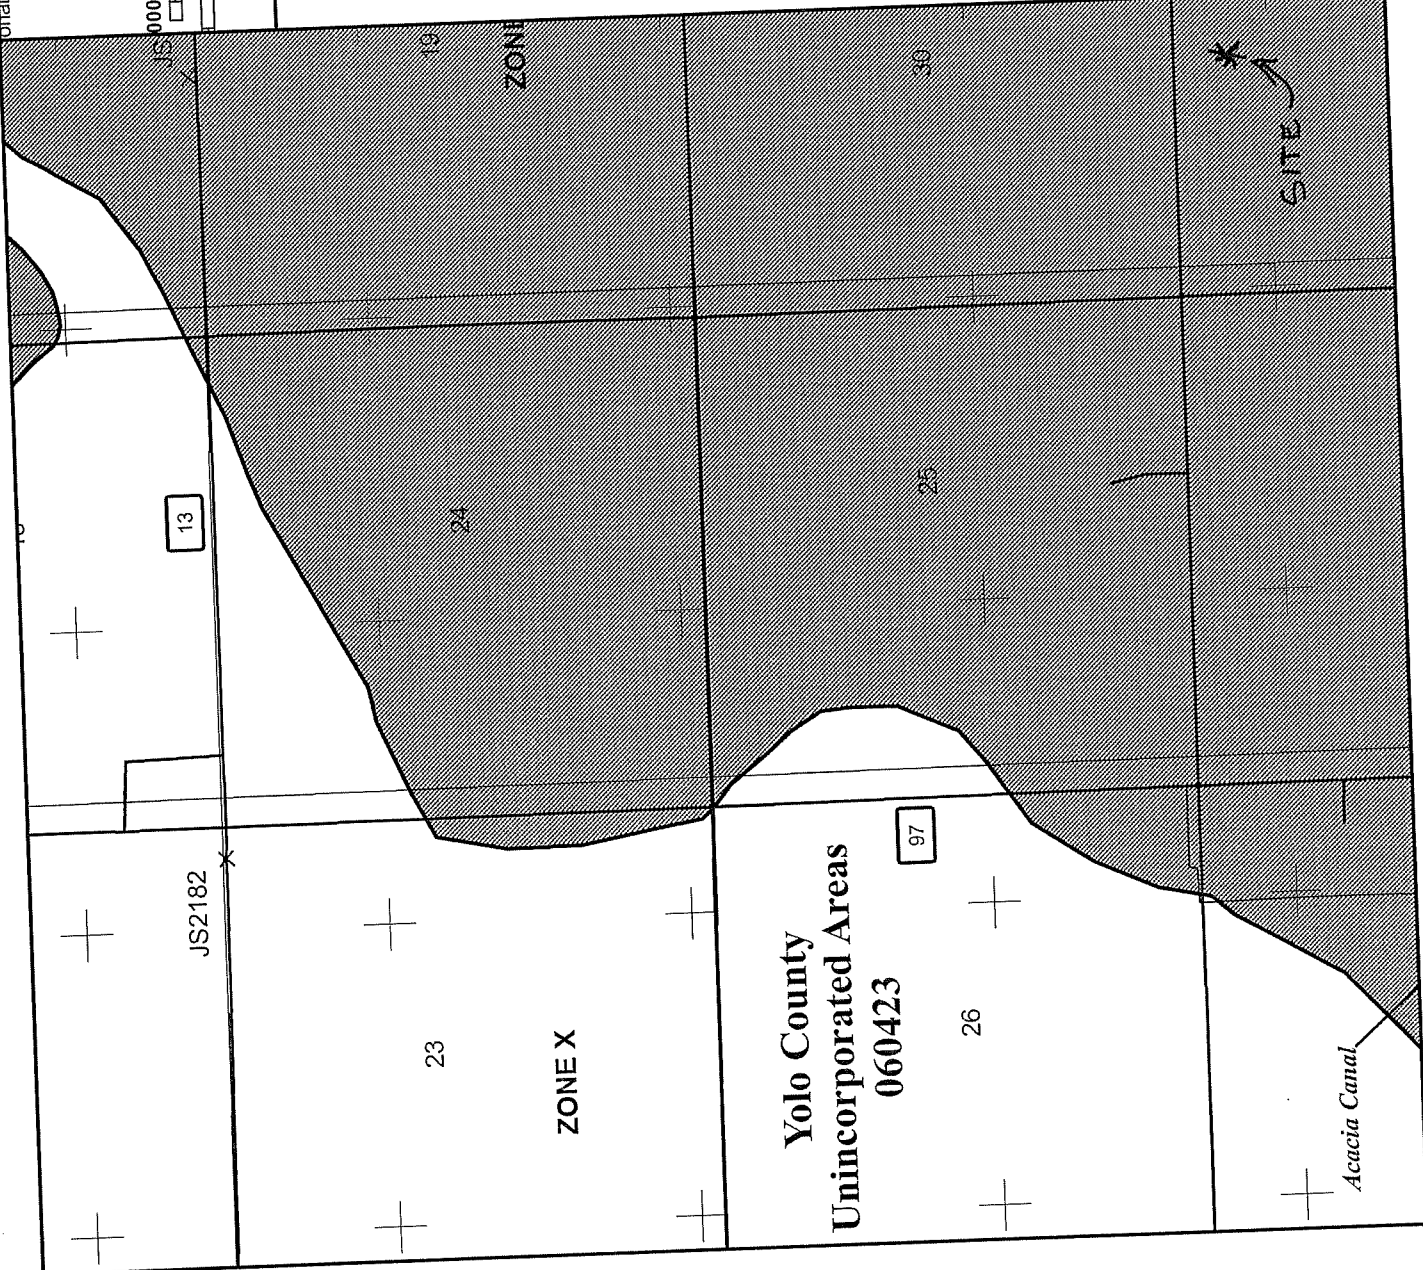 JS
000
19
ZONE
30
SITE
13
24
25
JS2182
97
23
ZONE X
Yolo County
Unincorporated Areas
060423
26
Acacia Canal